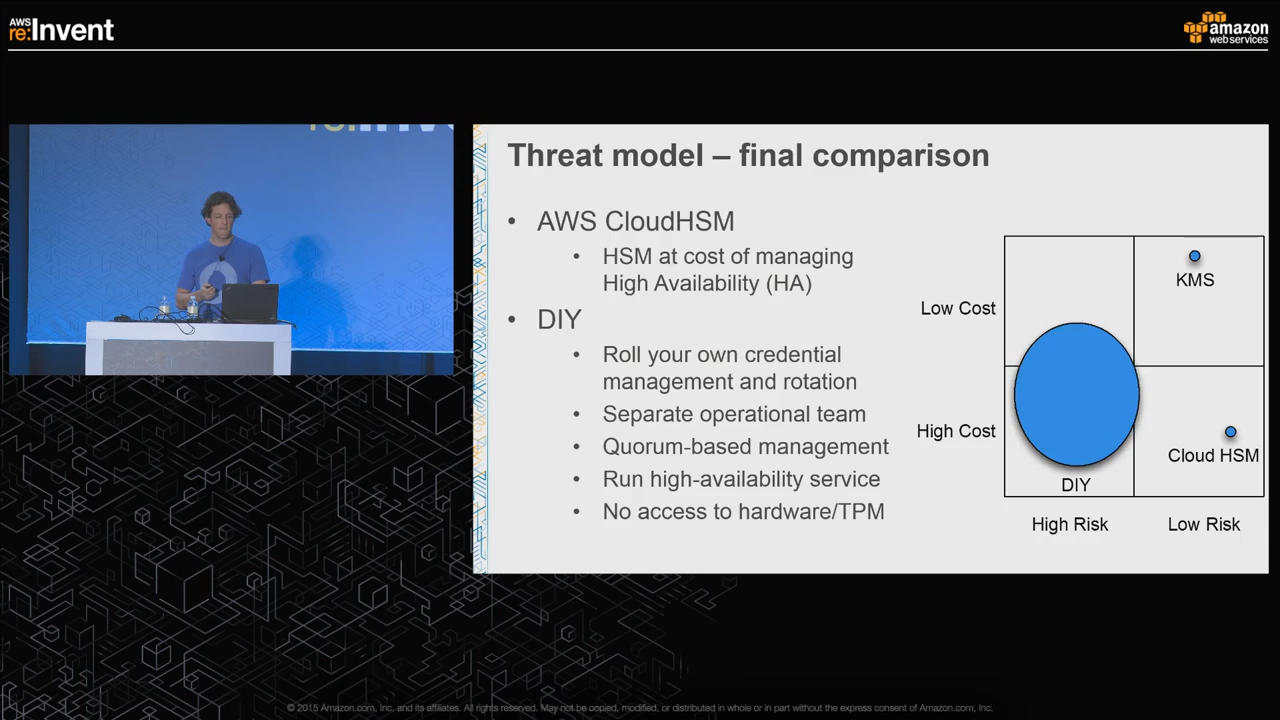 AWS
re:Invent
amazon
web services
Threat model – final comparison
• AWS CloudHSM
• HSM at cost of managing
High Availability (HA)
• DIY
• Roll your own credential
management and rotation
• Separate operational team
• Quorum-based management
• Run high-availability service
• No access to hardware/TPM
Low Cost
High Cost
KMS
Cloud HSM
DIY
High Risk
Low Risk
© 2015 Amazon.com, Inc. and its affiliates. All rights reserved. May not be copied, modified, or distributed in whole or in part without the express consent of Amazon.com, Inc.